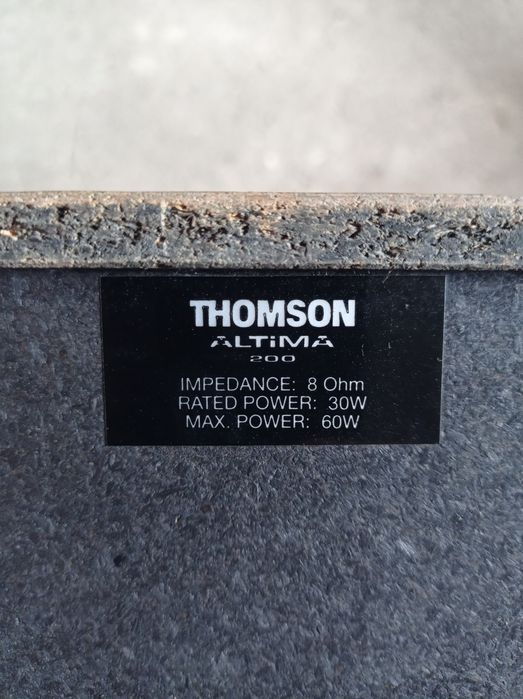 THOMSON
ALTiMA
200
IMPEDANCE: 8 Ohm
RATED POWER: 30W
MAX. POWER: 60W